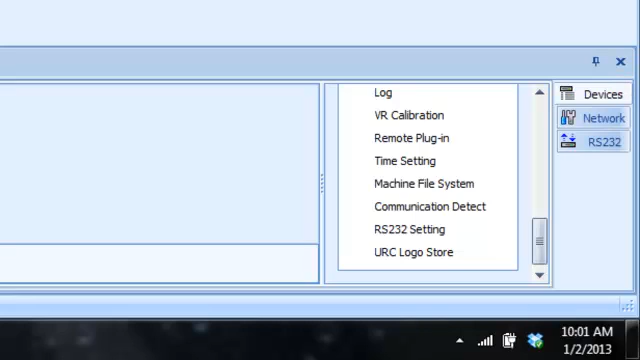 Log
VR Calibration
Remote Plug-in
Time Setting
Machine File System
Communication Detect
RS232 Setting
URC Logo Store
Devices
Network
RS232
10:01 AM
1/2/2013